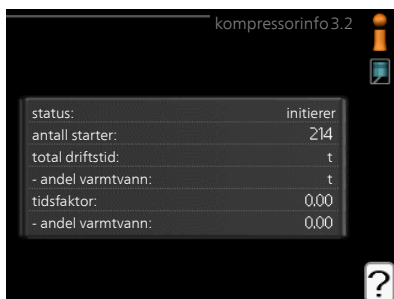 kompressorinfo 3.2
status: initierer
antall starter: 214
total driftstid: t
- andel varmtvann: t
tidsfaktor: 0.00
- andel varmtvann: 0.00
?